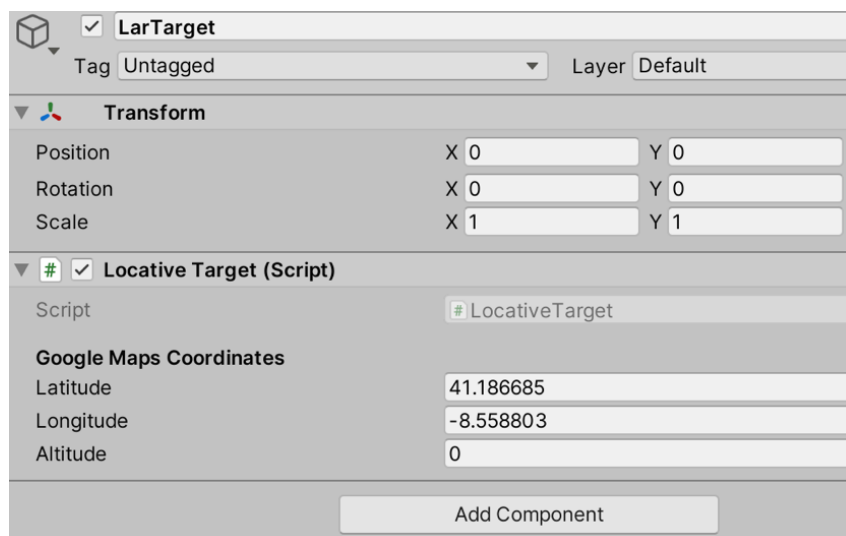 LarTarget
Tag Untagged Layer Default
Transform
Position X 0 Y 0
Rotation X 0 Y 0
Scale X 1 Y 1
# Locative Target (Script)
Script # LocativeTarget
Google Maps Coordinates
Latitude 41.186685
Longitude -8.558803
Altitude 0
Add Component